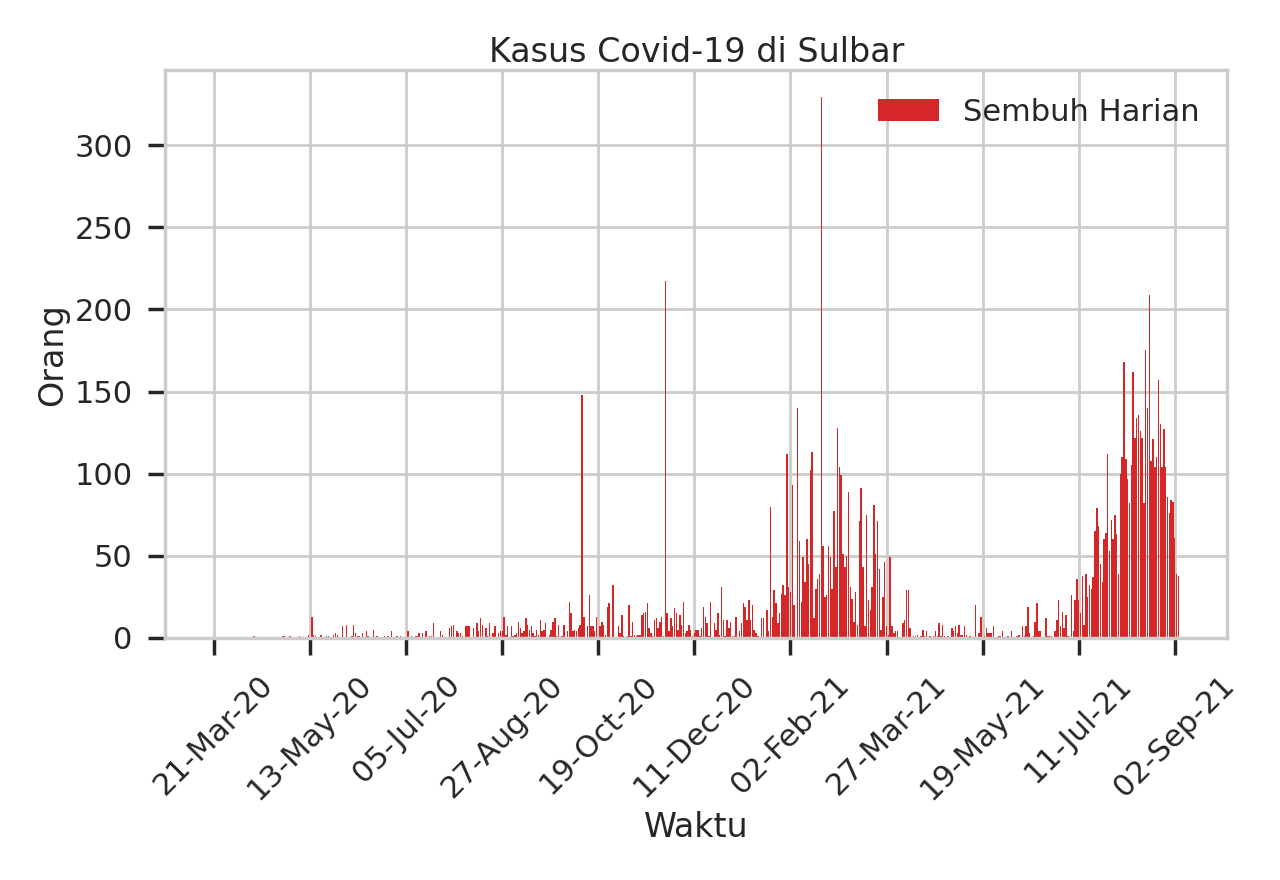 Kasus Covid-19 di Sulbar
Sembuh Harian
Orang
300
250
200
150
100
50
0
21-Mar-20
13-May-20
05-Jul-20
27-Aug-20
19-Oct-20
11-Dec-20
02-Feb-21
27-Mar-21
19-May-21
11-Jul-21
02-Sep-21
Waktu